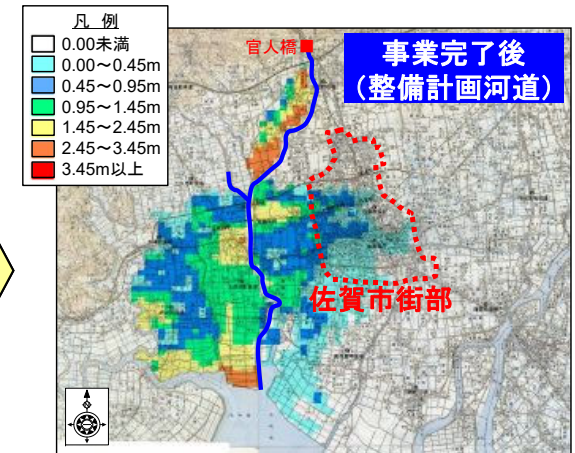 凡 例
0.00未満
0.00～0.45m
0.45～0.95m
0.95～1.45m
1.45～2.45m
2.45～3.45m
3.45m以上
官人橋
事業完了後
（整備計画河道）
佐賀市街部